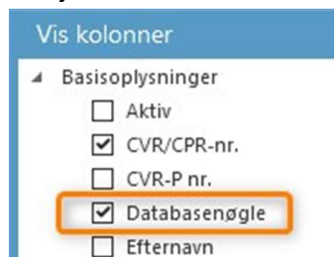 Vis kolonner
Basisoplysninger
Aktiv
CVR/CPR-nr.
CVR-P nr.
Databasenøgle
Efternavn